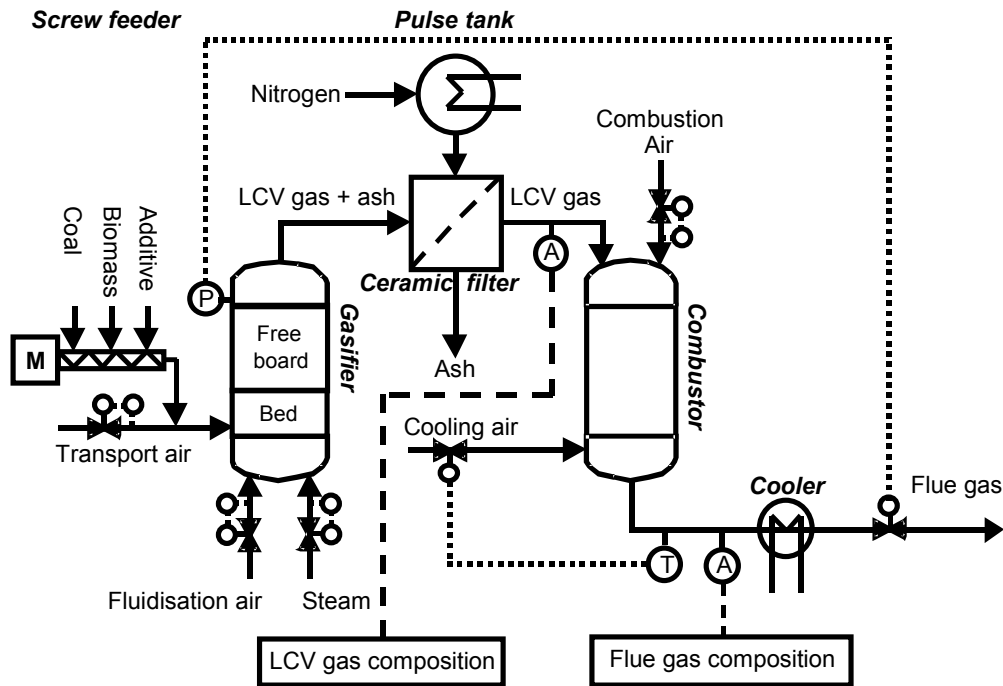 Screw feeder
Pulse tank
Nitrogen
Combustion
Air
LCV gas + ash
LCV gas
A
Coal
Biomass
Additive
Ceramic filter
P
Free
board
Gasifier
Combustor
M
Ash
Bed
Transport air
Cooling air
Cooler
Flue gas
T
A
Fluidisation air
Steam
LCV gas composition
Flue gas composition